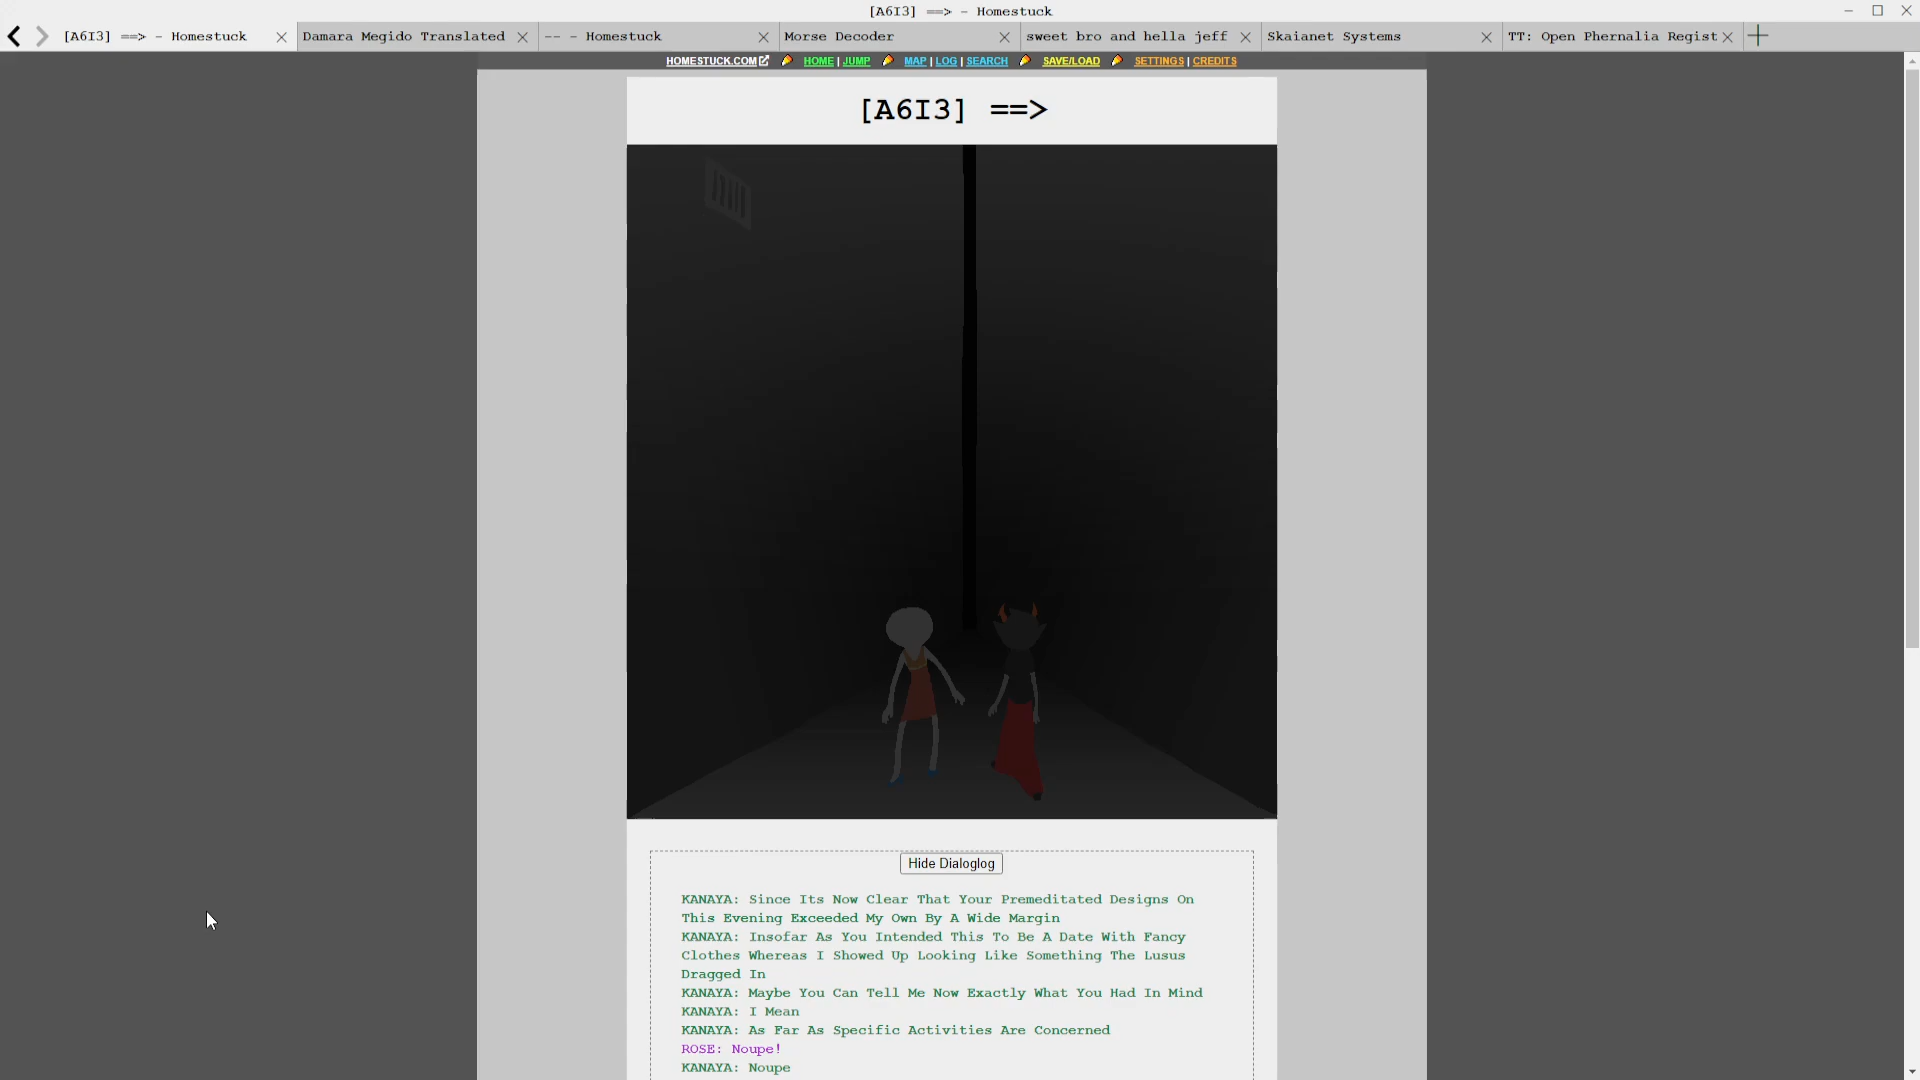 [A6I3] ==> - Homestuck
[A6I3] ==> - Homestuck
Damara Megido Translated
-- - Homestuck
Morse Decoder
sweet bro and hella jeff
Skaianet Systems
TT: Open Phernalia Regist
HOMESTUCK.COM HOME | JUMP MAP | LOG | SEARCH SAVE/LOAD SETTINGS | CREDITS
[A6I3] ==>
Hide Dialoglog
KANAYA: Since Its Now Clear That Your Premeditated Designs On
This Evening Exceeded My Own By A Wide Margin
KANAYA: Insofar As You Intended This To Be A Date With Fancy
Clothes Whereas I Showed Up Looking Like Something The Lusus
Dragged In
KANAYA: Maybe You Can Tell Me Now Exactly What You Had In Mind
KANAYA: I Mean
KANAYA: As Far As Specific Activities Are Concerned
ROSE: Noupe!
KANAYA: Noupe